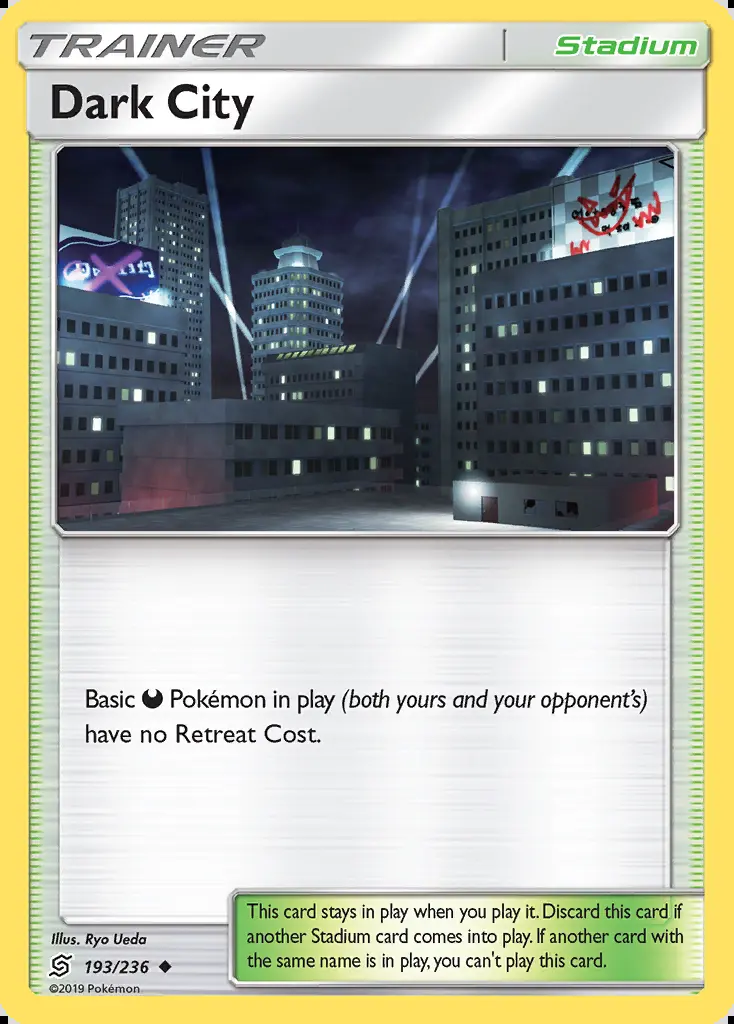 TRAINER
Stadium
Dark City
Basic Pokémon in play (both yours and your opponent's)
have no Retreat Cost.
This card stays in play when you play it. Discard this card if
another Stadium card comes into play. If another card with
the same name is in play, you can't play this card.
Illus. Ryo Ueda
193/236
©2019 Pokémon